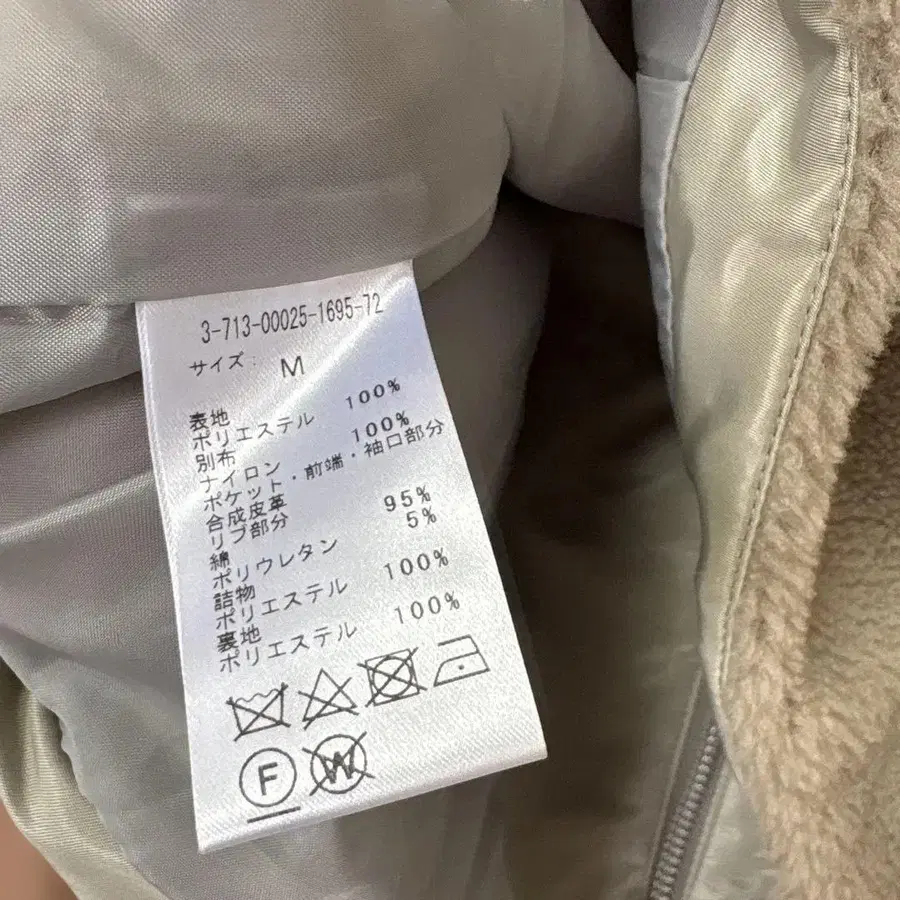 3-713-00025-1695-72
サイズ: M
表地
ポリエステル 100%
別布
ナイロン 100%
ポケット・前端・袖口部分
合成皮革
リブ部分
綿 95%
ポリウレタン 5%
詰物
ポリエステル 100%
裏地
ポリエステル 100%
F W